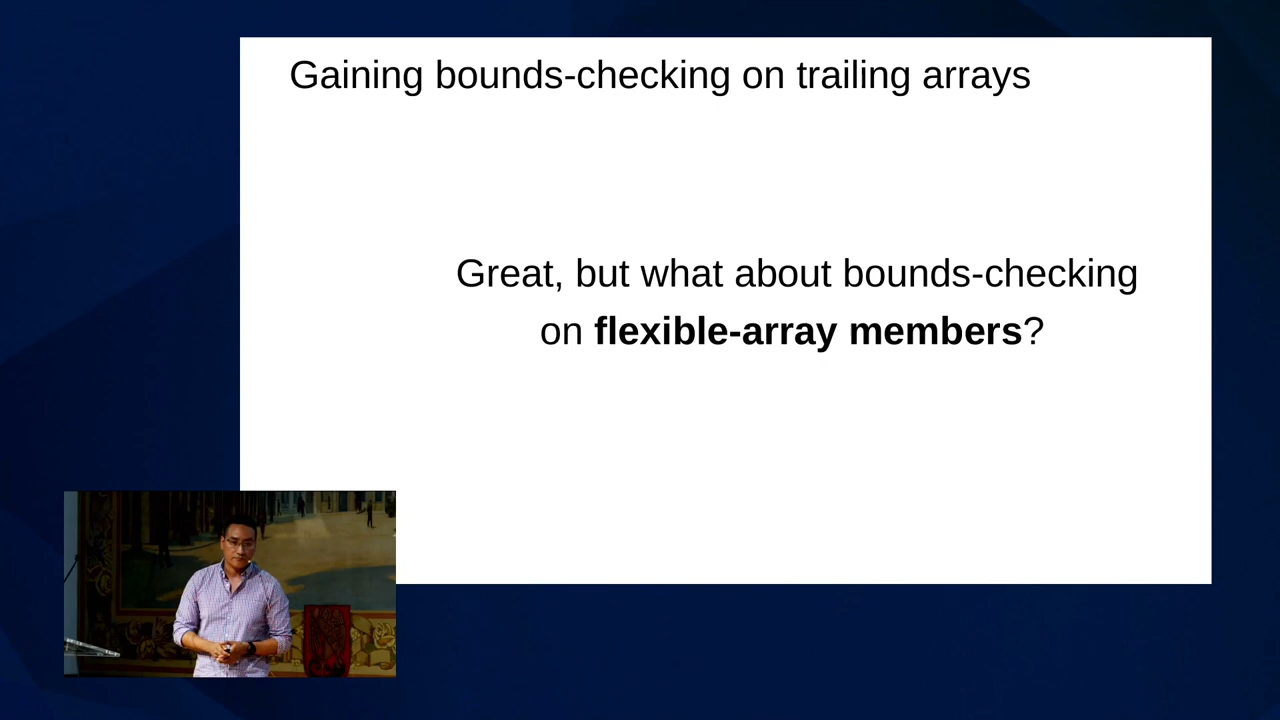 Gaining bounds-checking on trailing arrays
Great, but what about bounds-checking
on flexible-array members?